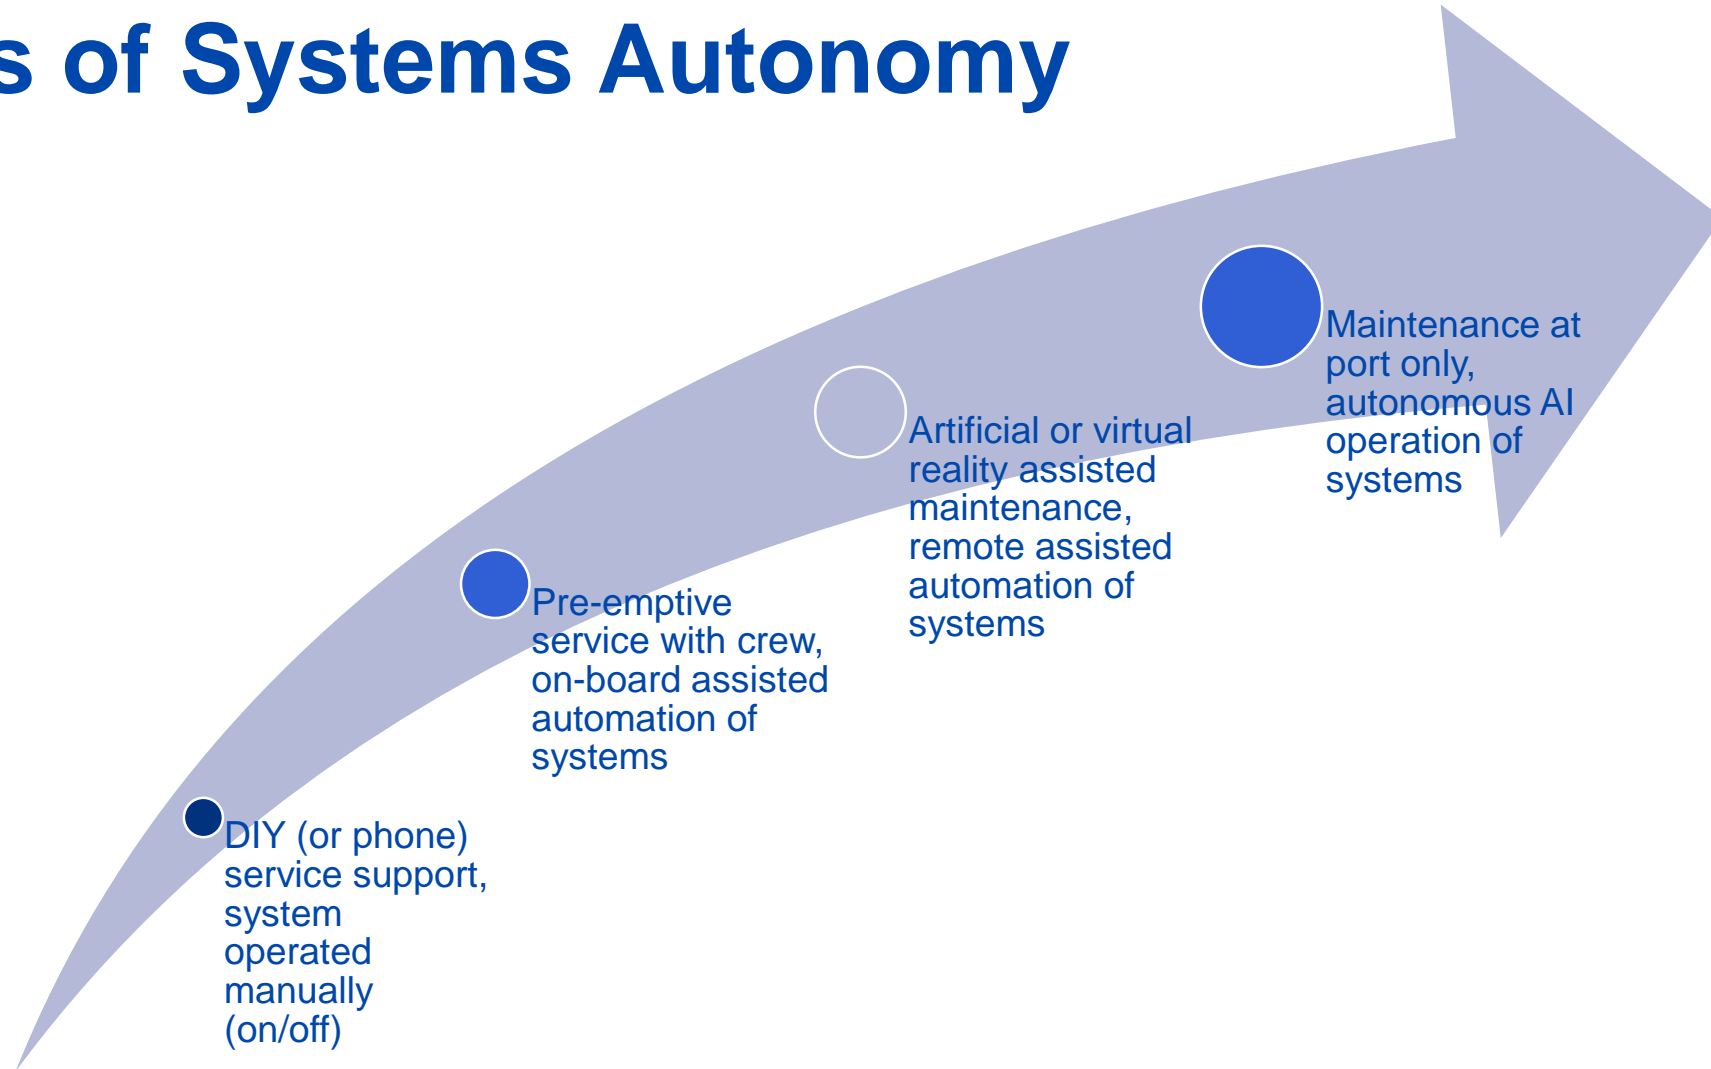 s of Systems Autonomy
Maintenance at
port only,
autonomous AI
operation of
systems
Artificial or virtual
reality assisted
maintenance,
remote assisted
automation of
systems
Pre-emptive
service with crew,
on-board assisted
automation of
systems
DIY (or phone)
service support,
system
operated
manually
(on/off)